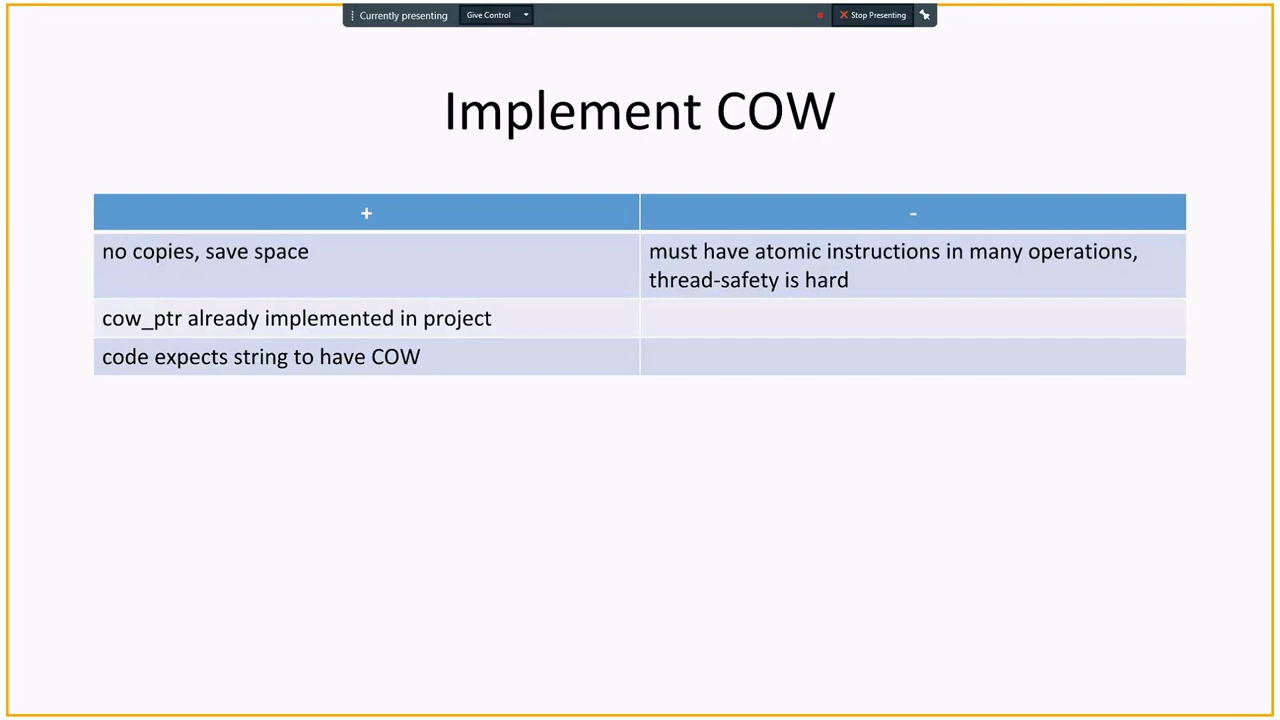 Currently presenting
Give Control
Stop Presenting
Implement COW
+
-
no copies, save space
must have atomic instructions in many operations,
thread-safety is hard
cow_ptr already implemented in project
code expects string to have COW